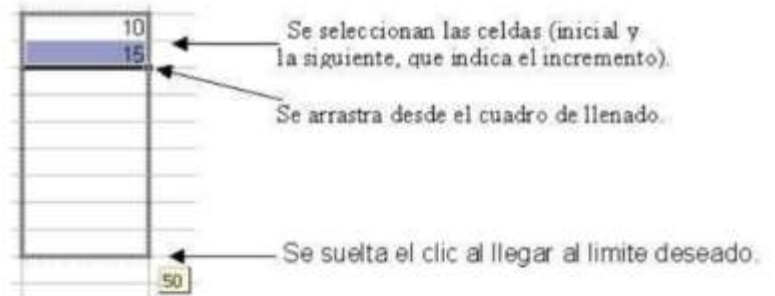 10
Se seleccionan las celdas (inicial y
15
la siguiente, que indica el incremento).
Se arrastra desde el cuadro de llenado.
Se suelta el clic al llegar al limite deseado.
50